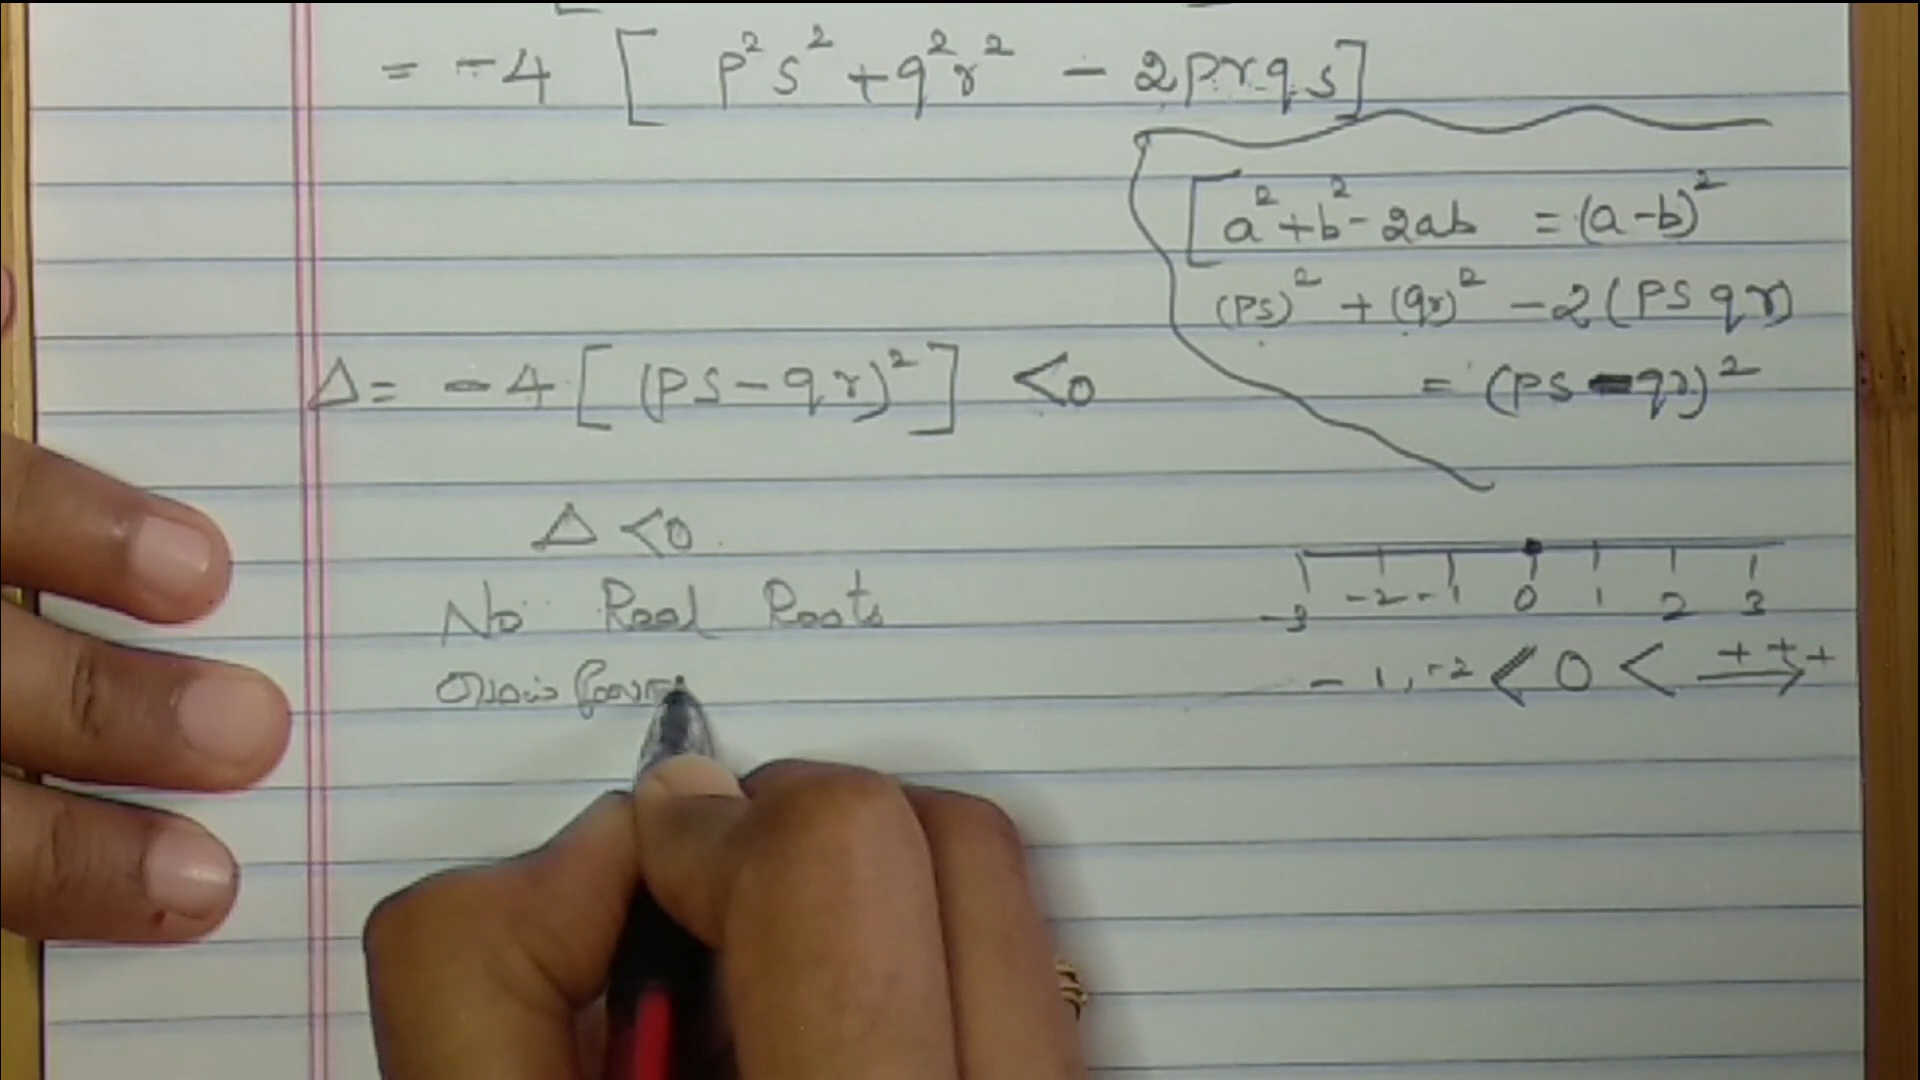 = -4 [ p²s² + q²r² - 2prqs]
[a² + b² - 2ab = (a-b)²
(ps)² + (qr)² - 2(ps qr)
Δ = -4 [ (ps - qr)² ] <0
= (ps - qr)²
Δ <0
-3 -2 -1 0 1 2 3
No Real Roots
-1, -2 < 0 < +++